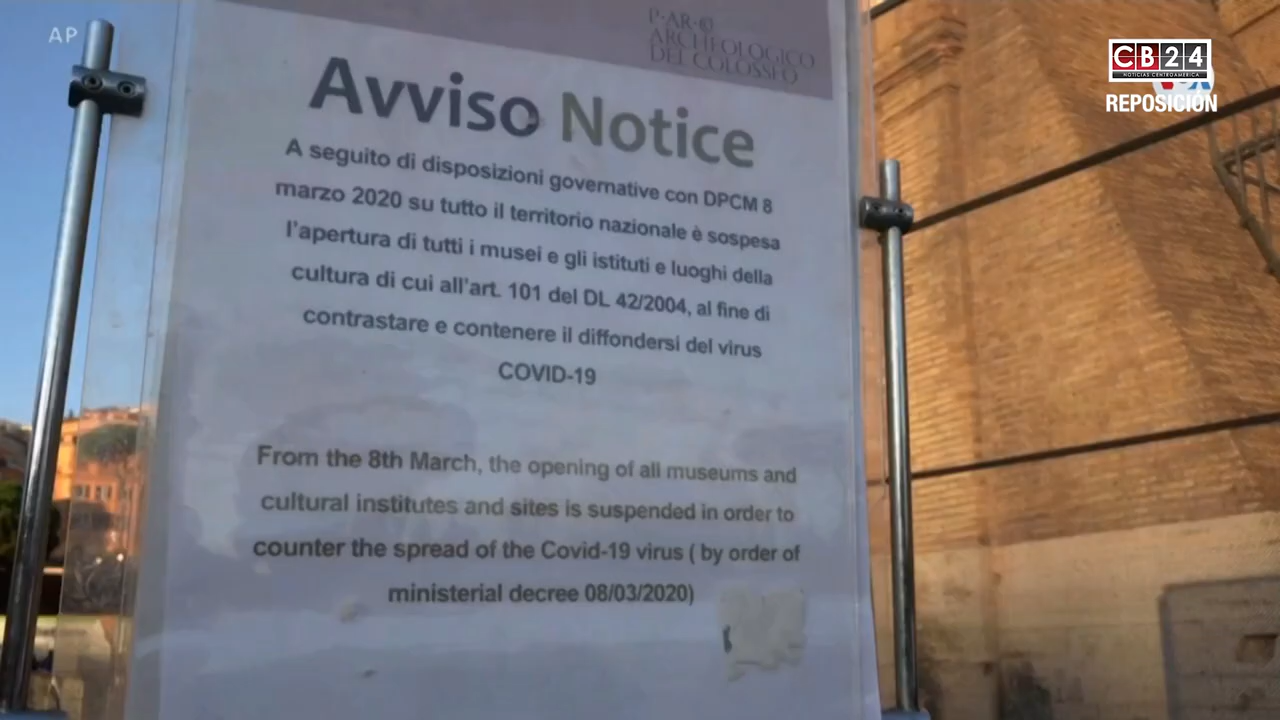 AP
CB24
NOTICIAS CENTROAMÉRICA
REPOSICIÓN
P·AR·
ARCHEOLOGICO
DEL COLOSSEO
Avviso Notice
A seguito di disposizioni governative con DPCM 8
marzo 2020 su tutto il territorio nazionale è sospesa
l'apertura di tutti i musei e gli istituti e luoghi della
cultura di cui all'art. 101 del DL 42/2004, al fine di
contrastare e contenere il diffondersi del virus
COVID-19
From the 8th March, the opening of all museums and
cultural institutes and sites is suspended in order to
counter the spread of the Covid-19 virus ( by order of
ministerial decree 08/03/2020)